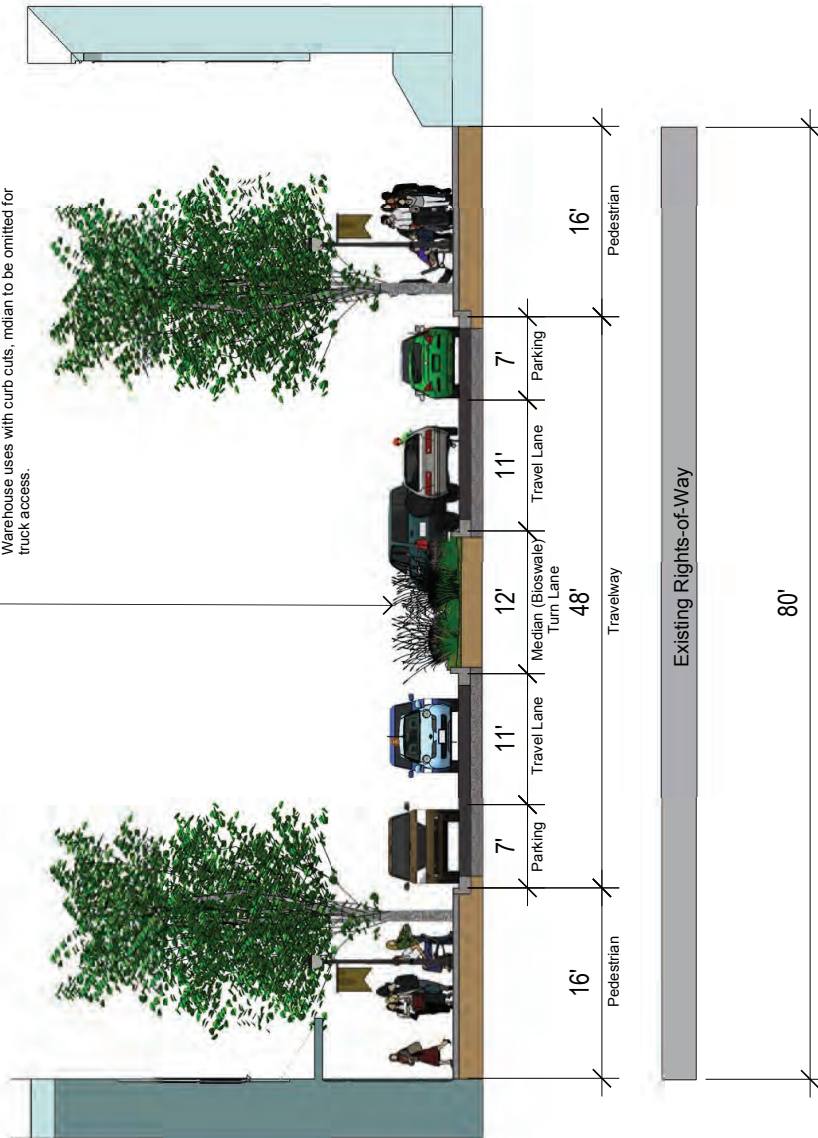 Warehouse uses with curb cuts, mdian to be omitted for
truck access.
7'
Parking
11'
Travel Lane
12'
Median (Bioswale)
Turn Lane
11'
Travel Lane
7'
Parking
16'
Pedestrian
48'
Travelway
16'
Pedestrian
Existing Rights-of-Way
80'